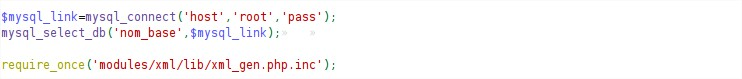 $mysql_link=mysql_connect('host','root','pass');
mysql_select_db('nom_base',$mysql_link);» »
require_once('modules/xml/lib/xml_gen.php.inc');